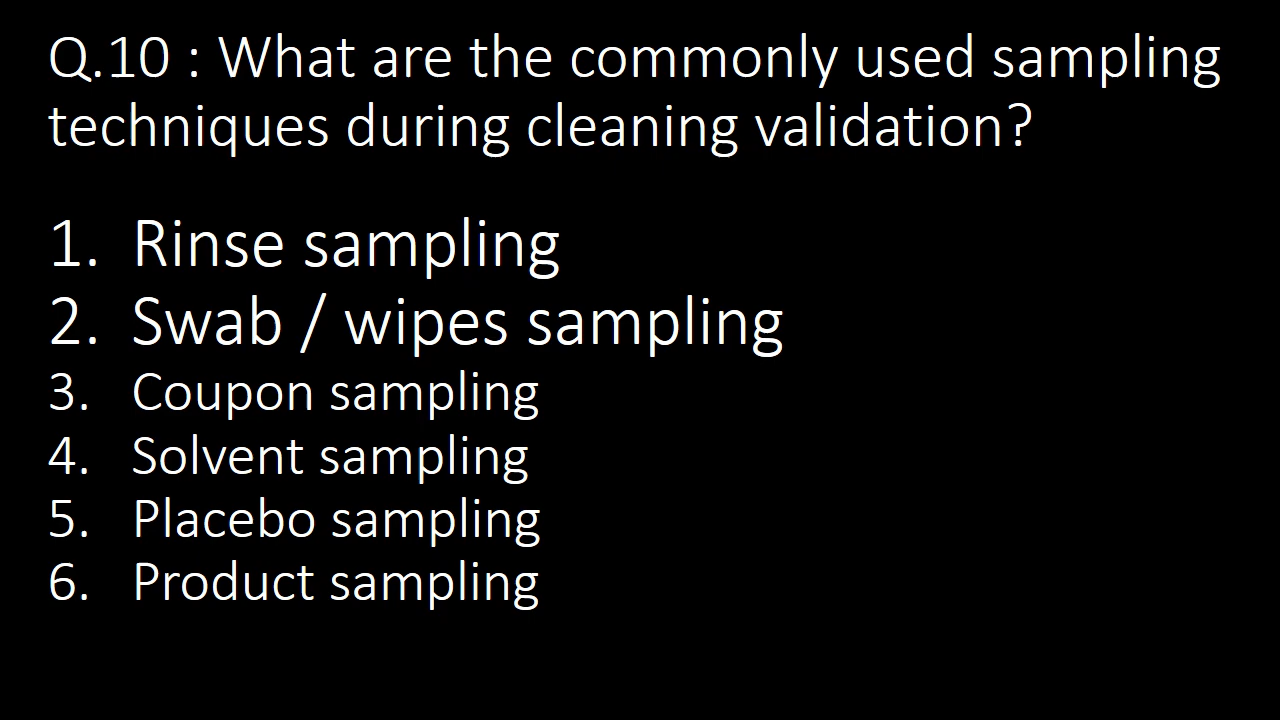 Q.10 : What are the commonly used sampling
techniques during cleaning validation?
1. Rinse sampling
2. Swab / wipes sampling
3. Coupon sampling
4. Solvent sampling
5. Placebo sampling
6. Product sampling